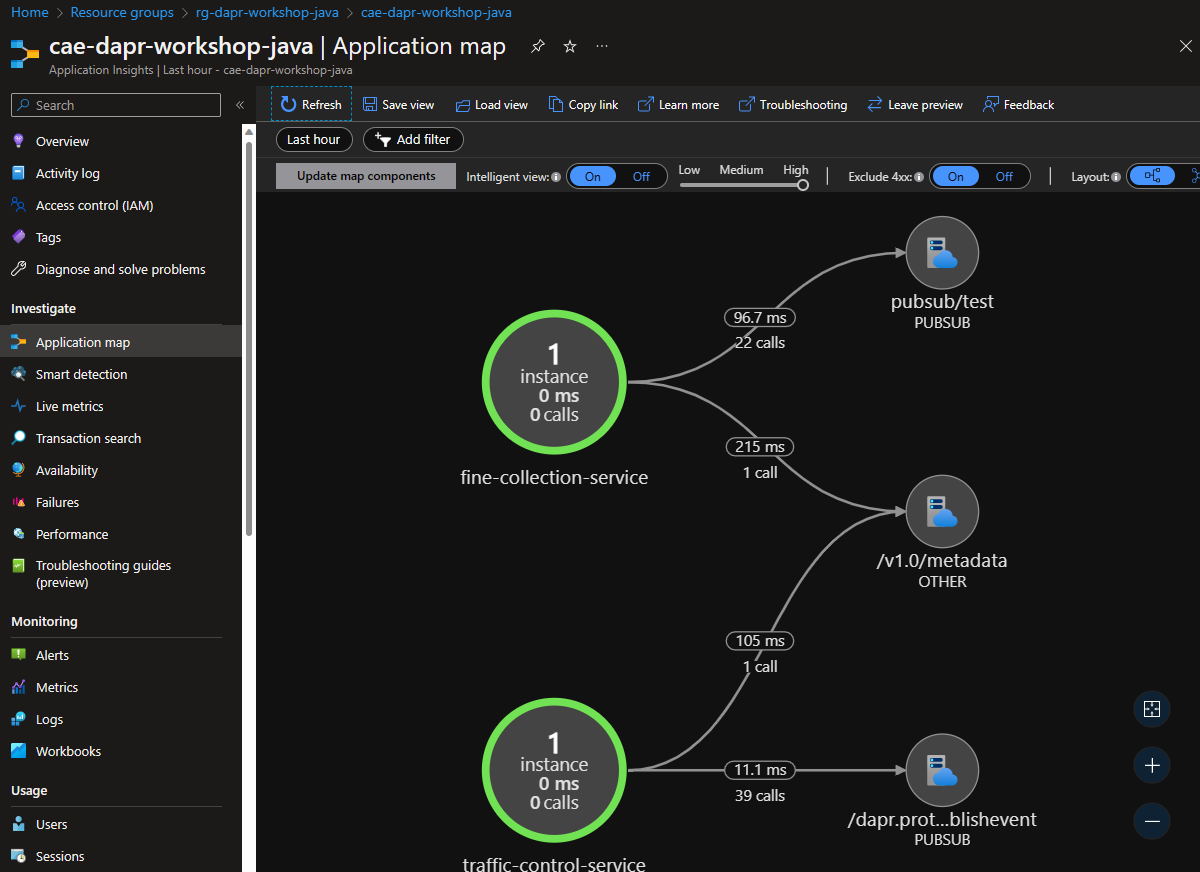 Home > Resource groups > rg-dapr-workshop-java > cae-dapr-workshop-java
cae-dapr-workshop-java | Application map
Application Insights | Last hour - cae-dapr-workshop-java
Search
Overview
Activity log
Access control (IAM)
Tags
Diagnose and solve problems
Investigate
Application map
Smart detection
Live metrics
Transaction search
Availability
Failures
Performance
Troubleshooting guides
(preview)
Monitoring
Alerts
Metrics
Logs
Workbooks
Usage
Users
Sessions
Refresh Save view Load view Copy link Learn more Troubleshooting Leave preview Feedback
Last hour Add filter
Update map components Intelligent view: On Off Low Medium High Exclude 4xx: On Off Layout:
pubsub/test
PUBSUB
96.7 ms
22 calls
1
instance
0 ms
0 calls
fine-collection-service
215 ms
1 call
/v1.0/metadata
OTHER
105 ms
1 call
1
instance
0 ms
0 calls
traffic-control-service
11.1 ms
39 calls
/dapr.prot...blishevent
PUBSUB